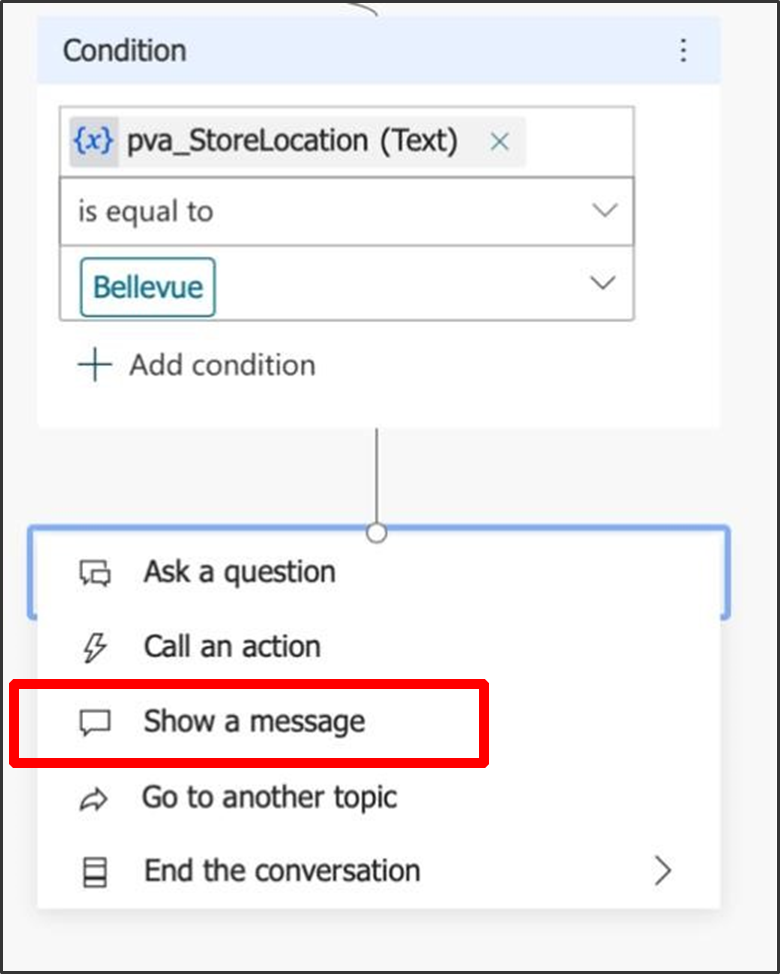 Condition
{x} pva_StoreLocation (Text)
is equal to
Bellevue
Add condition
Ask a question
Call an action
Show a message
Go to another topic
End the conversation